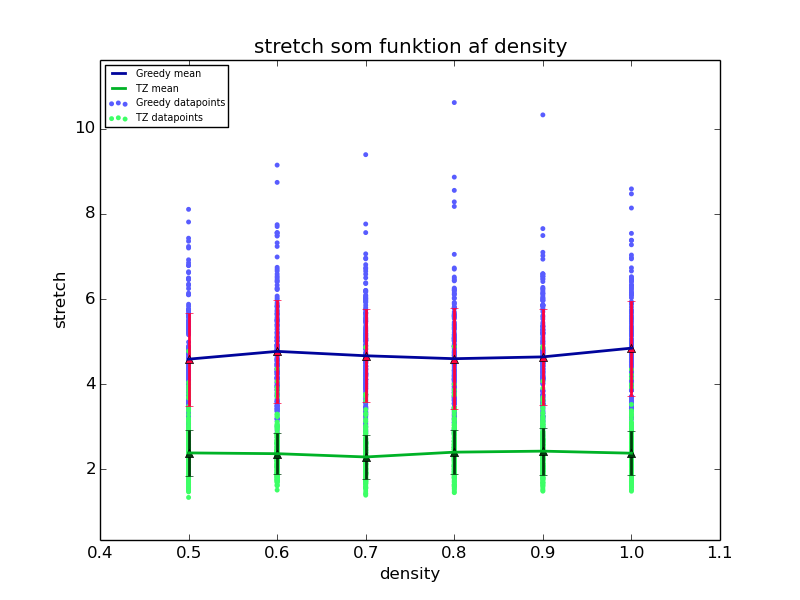 stretch som funktion af density
Greedy mean
TZ mean
Greedy datapoints
TZ datapoints
10
8
6
4
2
stretch
0.4 0.5 0.6 0.7 0.8 0.9 1.0 1.1
density